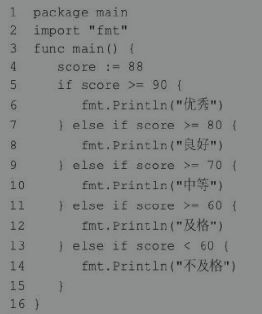 1 package main
2 import "fmt"
3 func main() {
4 score := 88
5 if score >= 90 {
6 fmt.Println("优秀")
7 } else if score >= 80 {
8 fmt.Println("良好")
9 } else if score >= 70 {
10 fmt.Println("中等")
11 } else if score >= 60 {
12 fmt.Println("及格")
13 } else if score < 60 {
14 fmt.Println("不及格")
15 }
16 }